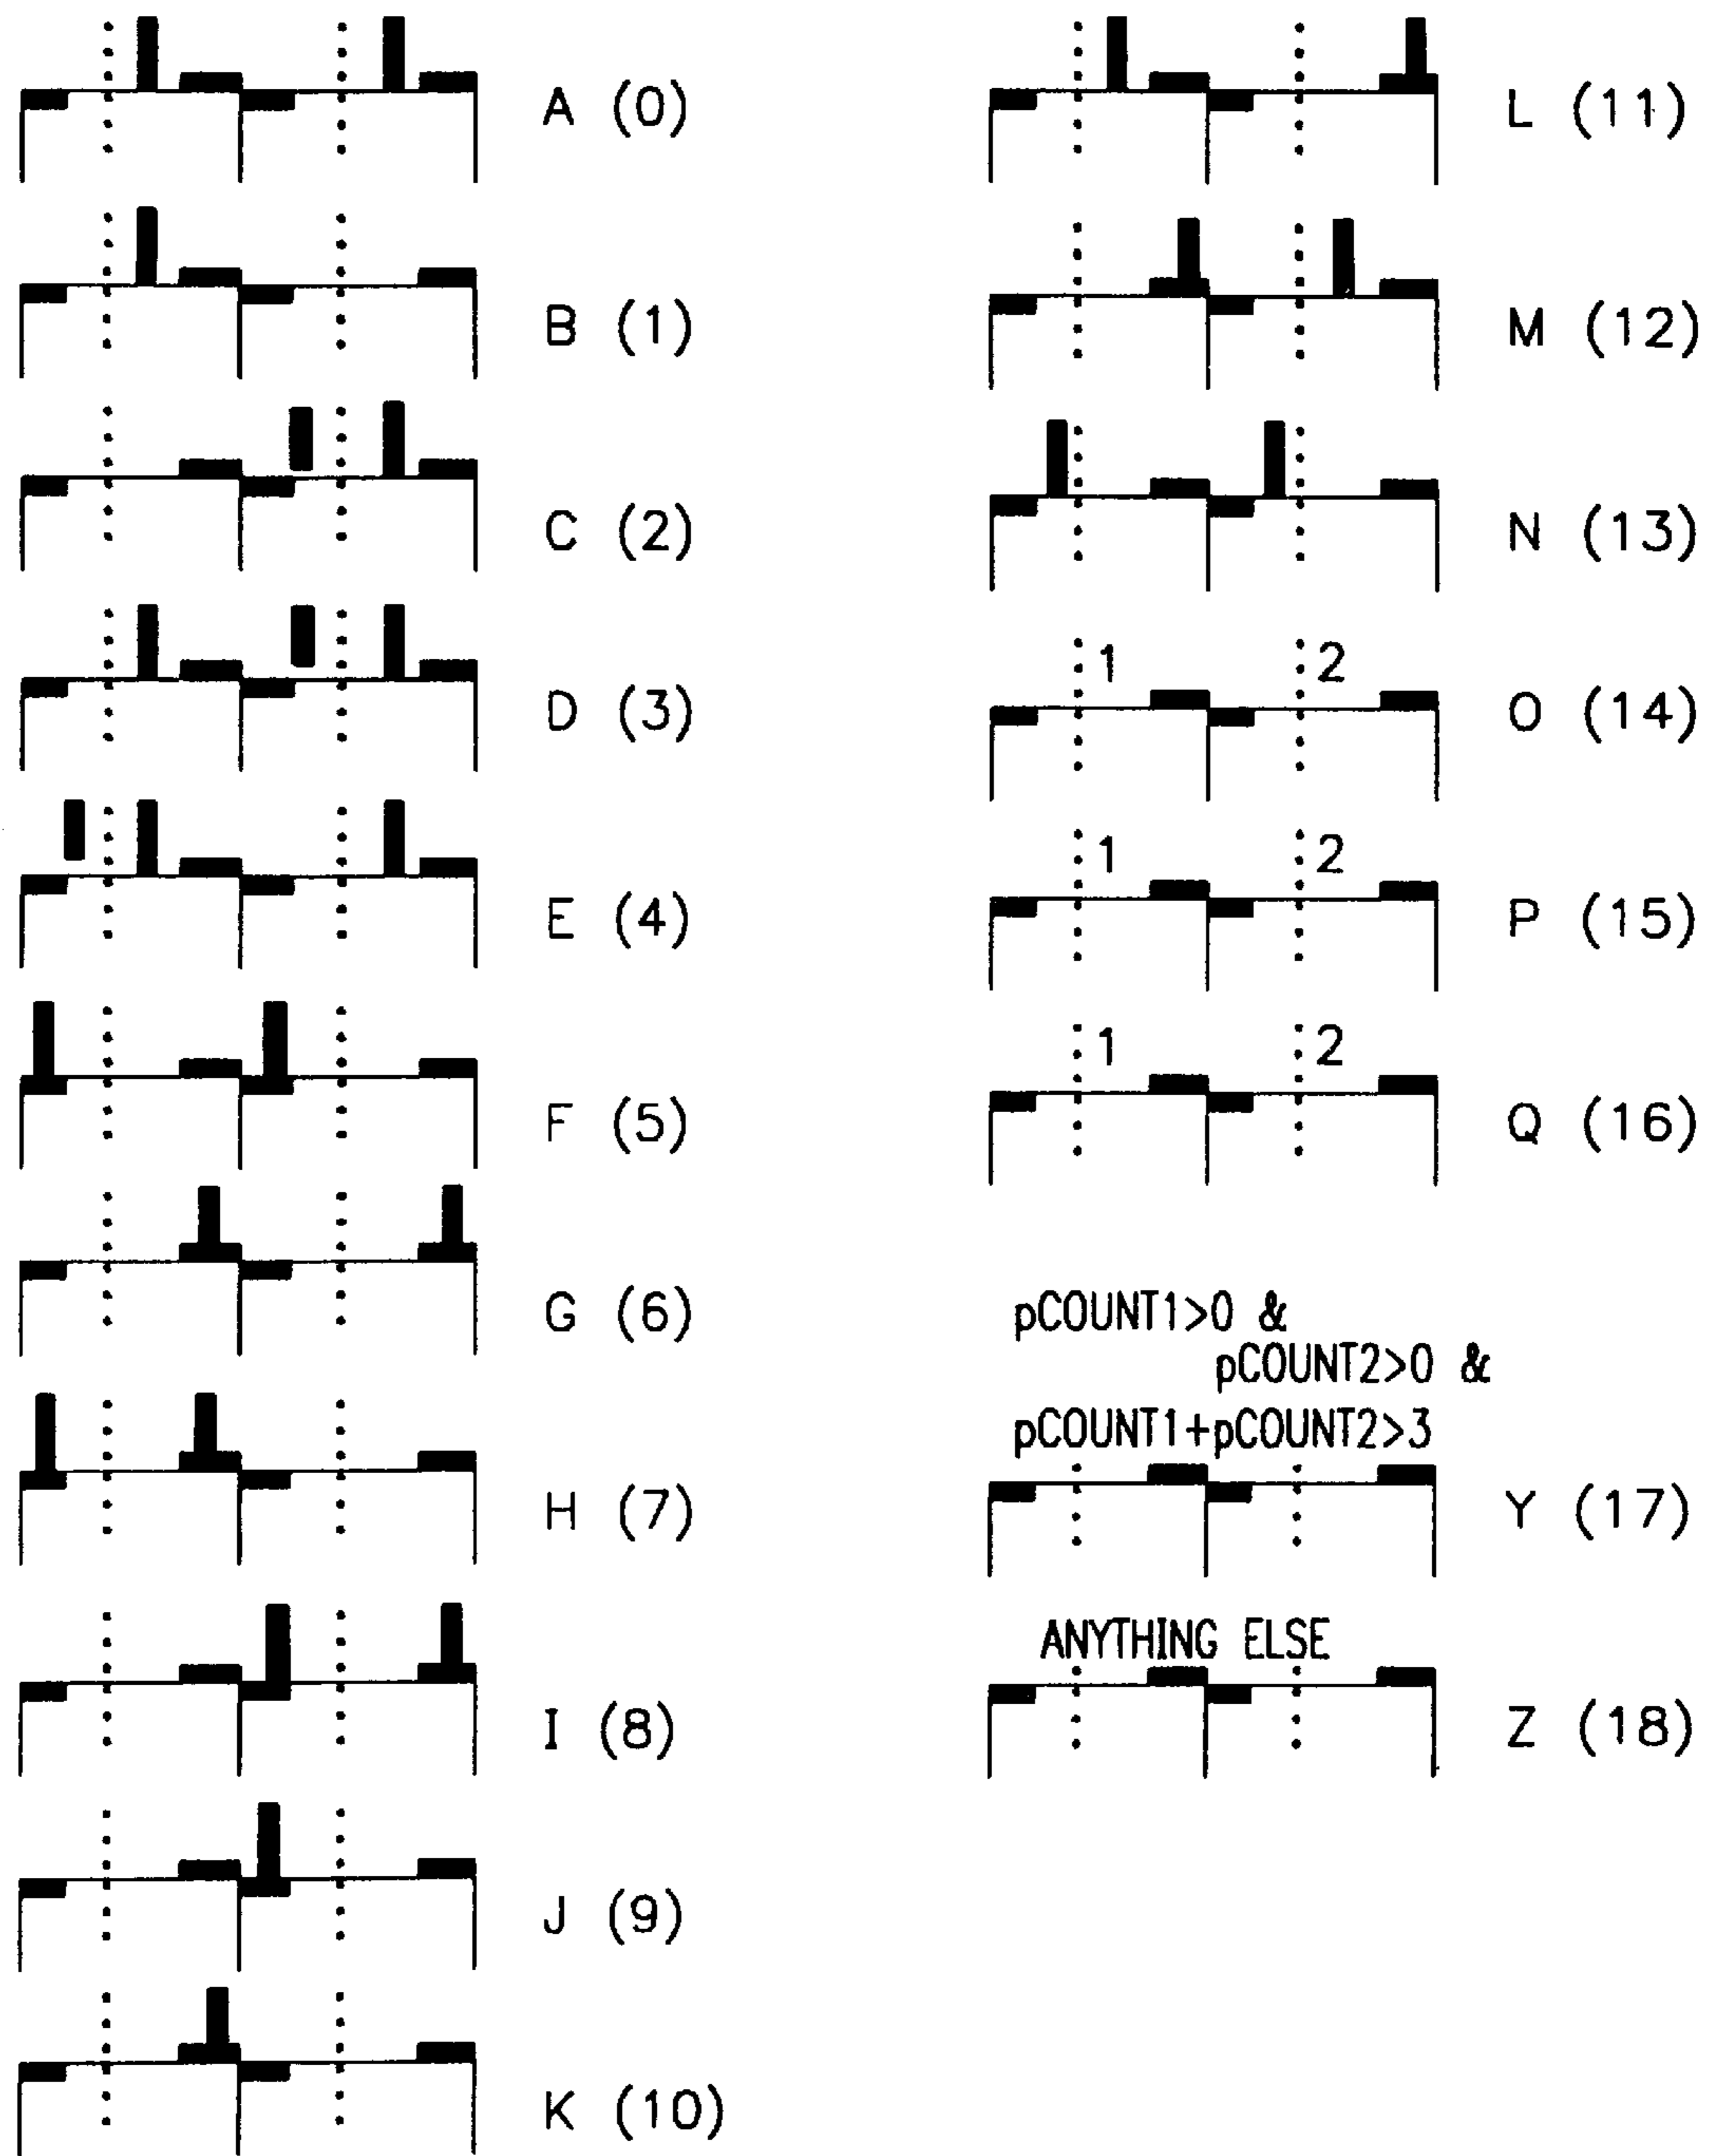 A (0)
B (1)
C (2)
D (3)
E (4)
F (5)
G (6)
H (7)
I (8)
J (9)
K (10)
L (11)
M (12)
N (13)
1 2
O (14)
1 2
P (15)
1 2
Q (16)
pCOUNT1>0 &
pCOUNT2>0 &
pCOUNT1+pCOUNT2>3
Y (17)
ANYTHING ELSE
Z (18)